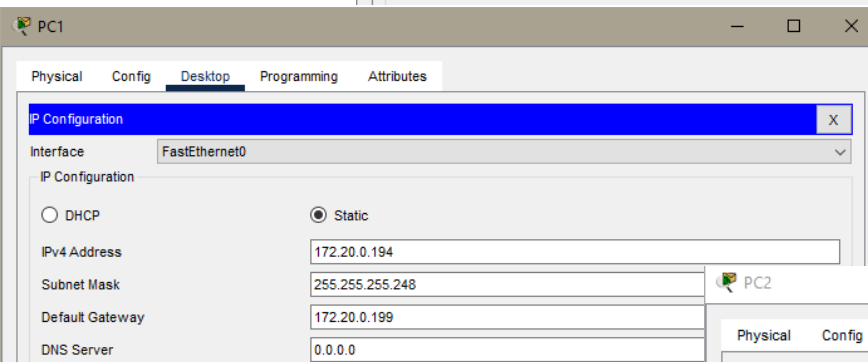 PC1
Physical Config Desktop Programming Attributes
IP Configuration X
Interface FastEthernet0
IP Configuration
DHCP Static
IPv4 Address 172.20.0.194
Subnet Mask 255.255.255.248
PC2
Default Gateway 172.20.0.199
Physical Config
DNS Server 0.0.0.0